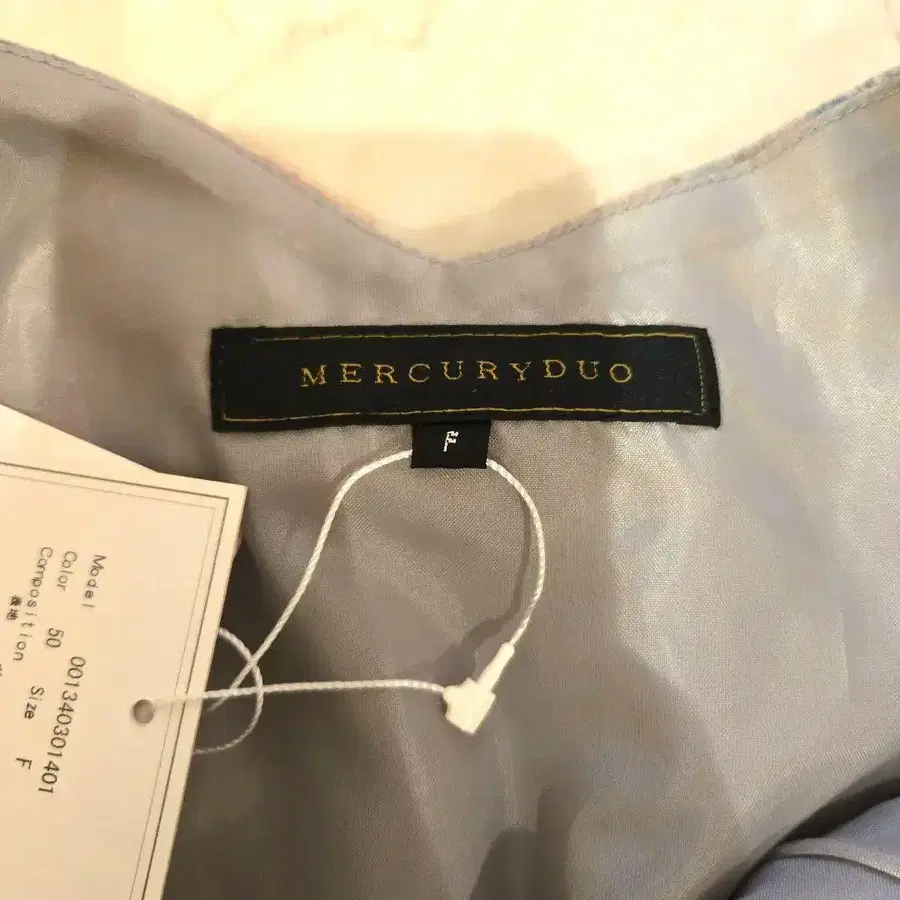 MERCURYDUO
F
Model 001340301401
Color 50 Size F
Composition
表地